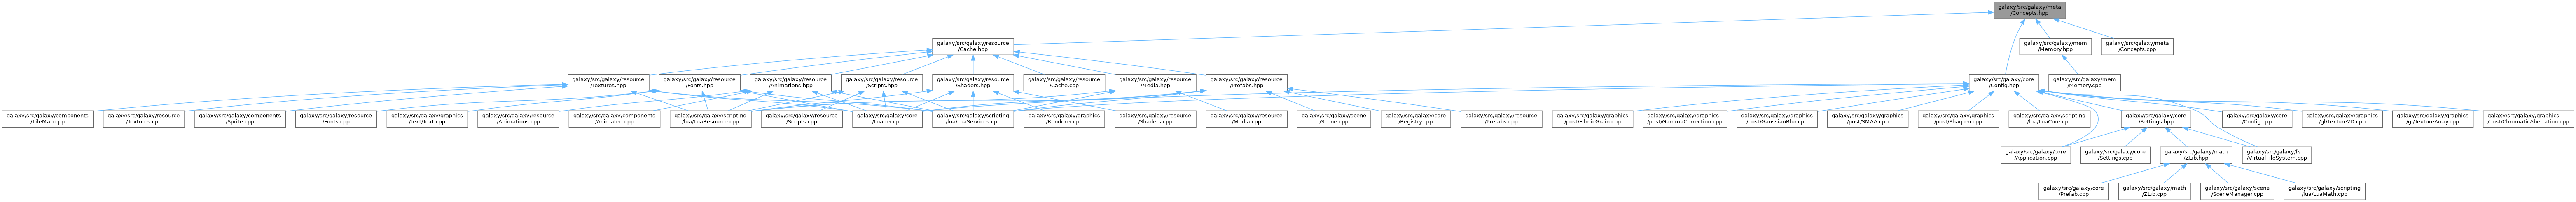 galaxy/src/galaxy/meta
/Concepts.hpp
galaxy/src/galaxy/resource
/Cache.hpp
galaxy/src/galaxy/mem
/Memory.hpp
galaxy/src/galaxy/meta
/Concepts.cpp
galaxy/src/galaxy/resource
/Textures.hpp
galaxy/src/galaxy/resource
/Fonts.hpp
galaxy/src/galaxy/resource
/Animations.hpp
galaxy/src/galaxy/resource
/Scripts.hpp
galaxy/src/galaxy/resource
/Shaders.hpp
galaxy/src/galaxy/resource
/Cache.cpp
galaxy/src/galaxy/resource
/Media.hpp
galaxy/src/galaxy/resource
/Prefabs.hpp
galaxy/src/galaxy/core
/Config.hpp
galaxy/src/galaxy/mem
/Memory.cpp
galaxy/src/galaxy/components
/TileMap.cpp
galaxy/src/galaxy/resource
/Textures.cpp
galaxy/src/galaxy/components
/Sprite.cpp
galaxy/src/galaxy/resource
/Fonts.cpp
galaxy/src/galaxy/graphics
/text/Text.cpp
galaxy/src/galaxy/resource
/Animations.cpp
galaxy/src/galaxy/components
/Animated.cpp
galaxy/src/galaxy/scripting
/lua/LuaResource.cpp
galaxy/src/galaxy/resource
/Scripts.cpp
galaxy/src/galaxy/core
/Loader.cpp
galaxy/src/galaxy/scripting
/lua/LuaServices.cpp
galaxy/src/galaxy/graphics
/Renderer.cpp
galaxy/src/galaxy/resource
/Shaders.cpp
galaxy/src/galaxy/resource
/Media.cpp
galaxy/src/galaxy/scene
/Scene.cpp
galaxy/src/galaxy/core
/Registry.cpp
galaxy/src/galaxy/resource
/Prefabs.cpp
galaxy/src/galaxy/graphics
/post/FilmicGrain.cpp
galaxy/src/galaxy/graphics
/post/GammaCorrection.cpp
galaxy/src/galaxy/graphics
/post/GaussianBlur.cpp
galaxy/src/galaxy/graphics
/post/SMAA.cpp
galaxy/src/galaxy/graphics
/post/Sharpen.cpp
galaxy/src/galaxy/scripting
/lua/LuaCore.cpp
galaxy/src/galaxy/core
/Settings.hpp
galaxy/src/galaxy/core
/Config.cpp
galaxy/src/galaxy/graphics
/gl/Texture2D.cpp
galaxy/src/galaxy/graphics
/gl/TextureArray.cpp
galaxy/src/galaxy/graphics
/post/ChromaticAberration.cpp
galaxy/src/galaxy/core
/Application.cpp
galaxy/src/galaxy/core
/Settings.cpp
galaxy/src/galaxy/math
/ZLib.hpp
galaxy/src/galaxy/fs
/VirtualFileSystem.cpp
galaxy/src/galaxy/core
/Prefab.cpp
galaxy/src/galaxy/math
/ZLib.cpp
galaxy/src/galaxy/scene
/SceneManager.cpp
galaxy/src/galaxy/scripting
/lua/LuaMath.cpp